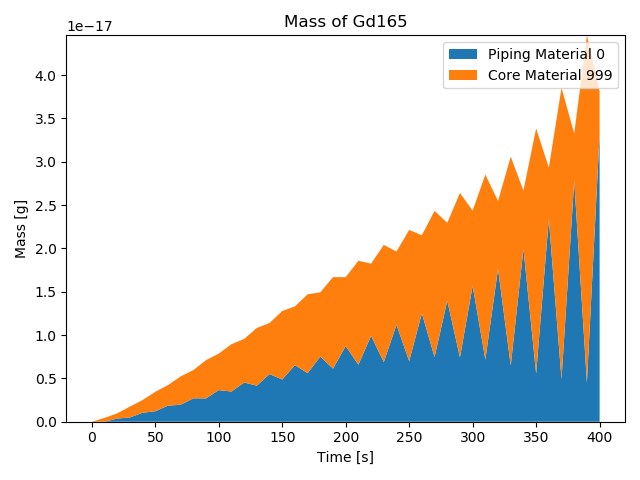 Mass of Gd165
1e−17
Piping Material 0
Core Material 999
4.0
3.5
3.0
2.5
2.0
1.5
1.0
0.5
0.0
Mass [g]
0 50 100 150 200 250 300 350 400
Time [s]